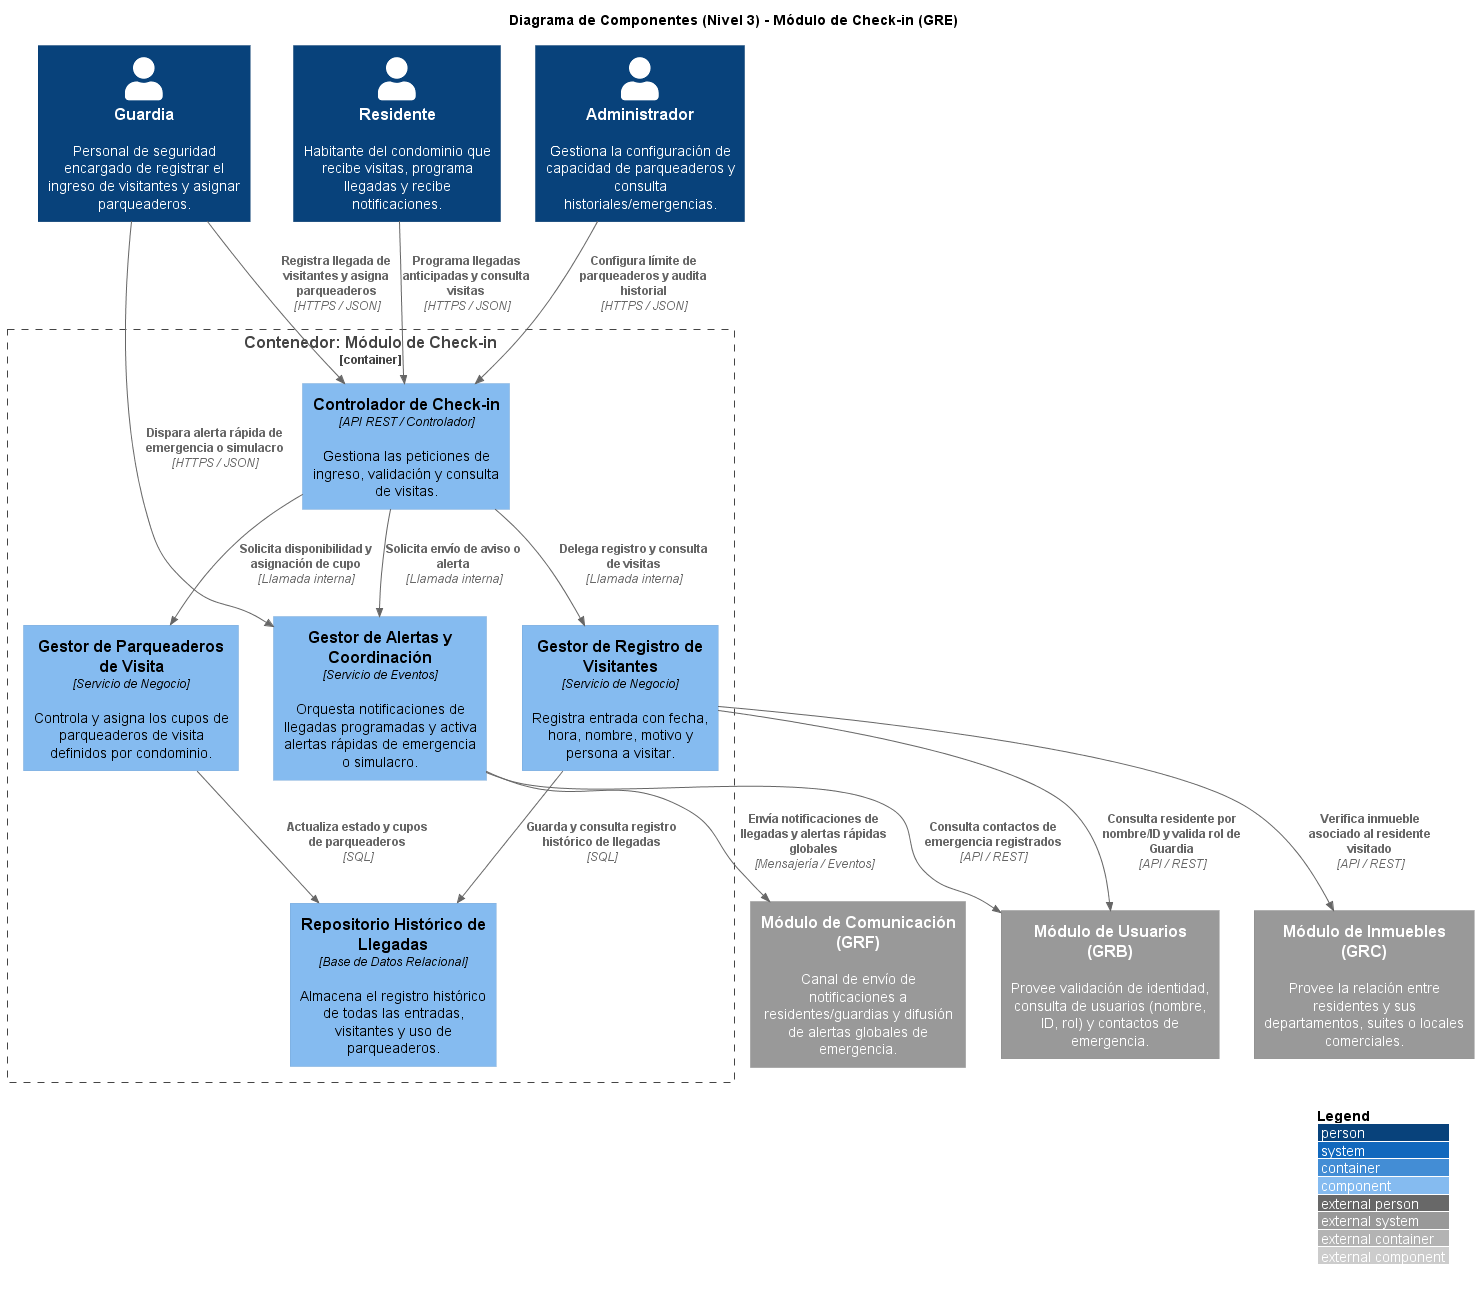 Diagrama de Componentes (Nivel 3) - Módulo de Check-in (GRE)
Guardia
Personal de seguridad
encargado de registrar el
ingreso de visitantes y asignar
parqueaderos.
Residente
Habitante del condominio que
recibe visitas, programa
llegadas y recibe
notificaciones.
Administrador
Gestiona la configuración de
capacidad de parqueaderos y
consulta
historiales/emergencias.
Registra llegada de
visitantes y asigna
parqueaderos
[HTTPS / JSON]
Programa llegadas
anticipadas y consulta
visitas
[HTTPS / JSON]
Configura límite de
parqueaderos y audita
historial
[HTTPS / JSON]
Contenedor: Módulo de Check-in
[container]
Controlador de Check-in
[API REST / Controlador]
Gestiona las peticiones de
ingreso, validación y consulta
de visitas.
Dispara alerta rápida de
emergencia o simulacro
[HTTPS / JSON]
Solicita disponibilidad y
asignación de cupo
[Llamada interna]
Solicita envío de aviso o
alerta
[Llamada interna]
Delega registro y consulta
de visitas
[Llamada interna]
Gestor de Parqueaderos
de Visita
[Servicio de Negocio]
Controla y asigna los cupos de
parqueaderos de visita
definidos por condominio.
Gestor de Alertas y
Coordinación
[Servicio de Eventos]
Orquesta notificaciones de
llegadas programadas y activa
alertas rápidas de emergencia
o simulacro.
Gestor de Registro de
Visitantes
[Servicio de Negocio]
Registra entrada con fecha,
hora, nombre, motivo y
persona a visitar.
Actualiza estado y cupos
de parqueaderos
[SQL]
Guarda y consulta registro
histórico de llegadas
[SQL]
Envía notificaciones de
llegadas y alertas rápidas
globales
[Mensajería / Eventos]
Consulta contactos de
emergencia registrados
[API / REST]
Consulta residente por
nombre/ID y valida rol de
Guardia
[API / REST]
Verifica inmueble
asociado al residente
visitado
[API / REST]
Repositorio Histórico de
Llegadas
[Base de Datos Relacional]
Almacena el registro histórico
de todas las entradas,
visitantes y uso de
parqueaderos.
Módulo de Comunicación
(GRF)
Canal de envío de
notificaciones a
residentes/guardias y difusión
de alertas globales de
emergencia.
Módulo de Usuarios
(GRB)
Provee validación de identidad,
consulta de usuarios (nombre,
ID, rol) y contactos de
emergencia.
Módulo de Inmuebles
(GRC)
Provee la relación entre
residentes y sus
departamentos, suites o locales
comerciales.
Legend
person
system
container
component
external person
external system
external container
external component